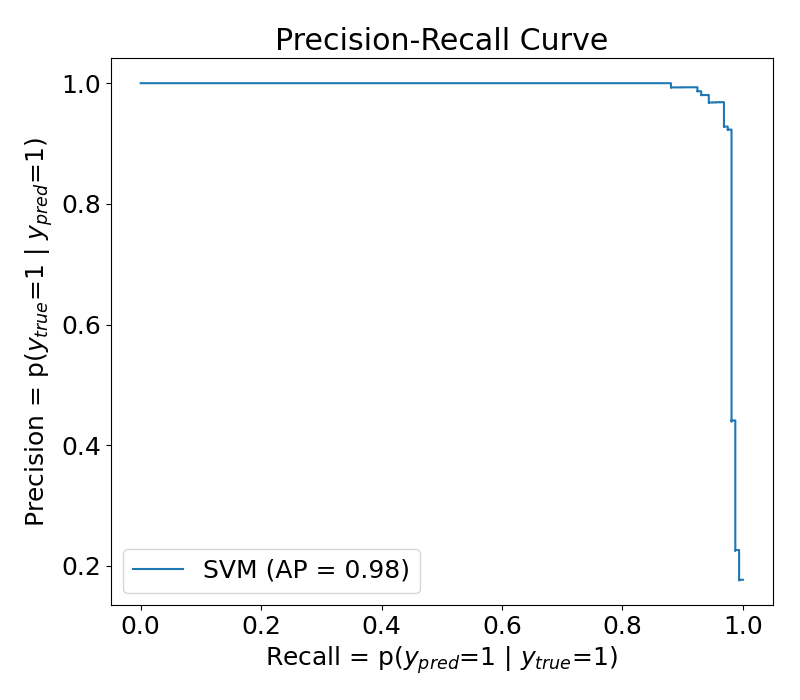 Precision-Recall Curve
Precision = p(y_true=1 | y_pred=1)
1.0
0.8
0.6
0.4
0.2
SVM (AP = 0.98)
0.0 0.2 0.4 0.6 0.8 1.0
Recall = p(y_pred=1 | y_true=1)